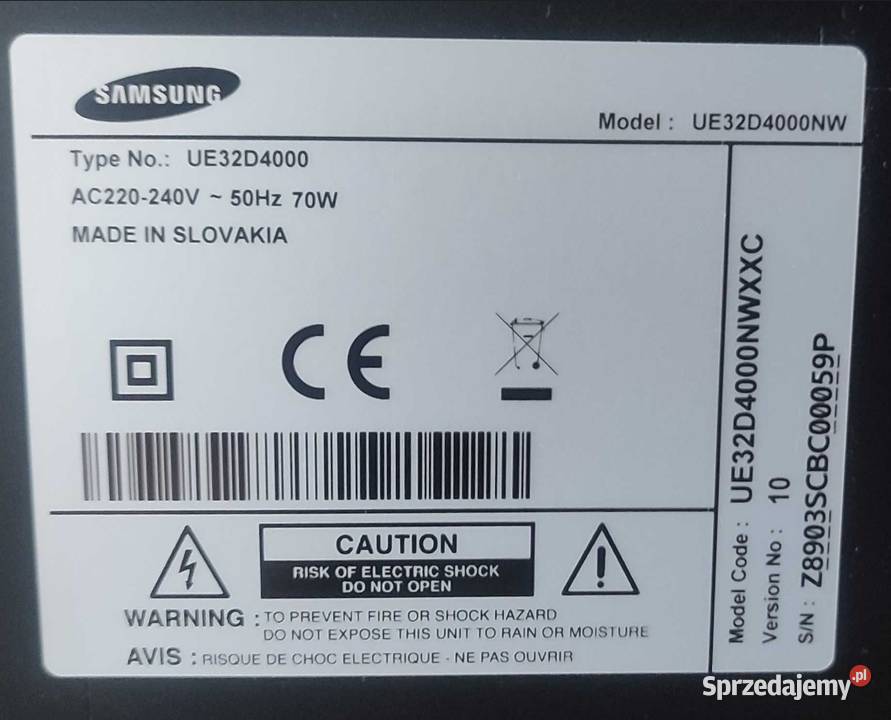 SAMSUNG
Model : UE32D4000NW
Type No.: UE32D4000
AC220-240V ~ 50Hz 70W
MADE IN SLOVAKIA
CE
CAUTION
RISK OF ELECTRIC SHOCK
DO NOT OPEN
WARNING : TO PREVENT FIRE OR SHOCK HAZARD
DO NOT EXPOSE THIS UNIT TO RAIN OR MOISTURE
AVIS : RISQUE DE CHOC ELECTRIQUE - NE PAS OUVRIR
Model Code : UE32D4000NWXXC
Version No : 10
S/N : Z8903SCBC00059P
Sprzedajemy.pl